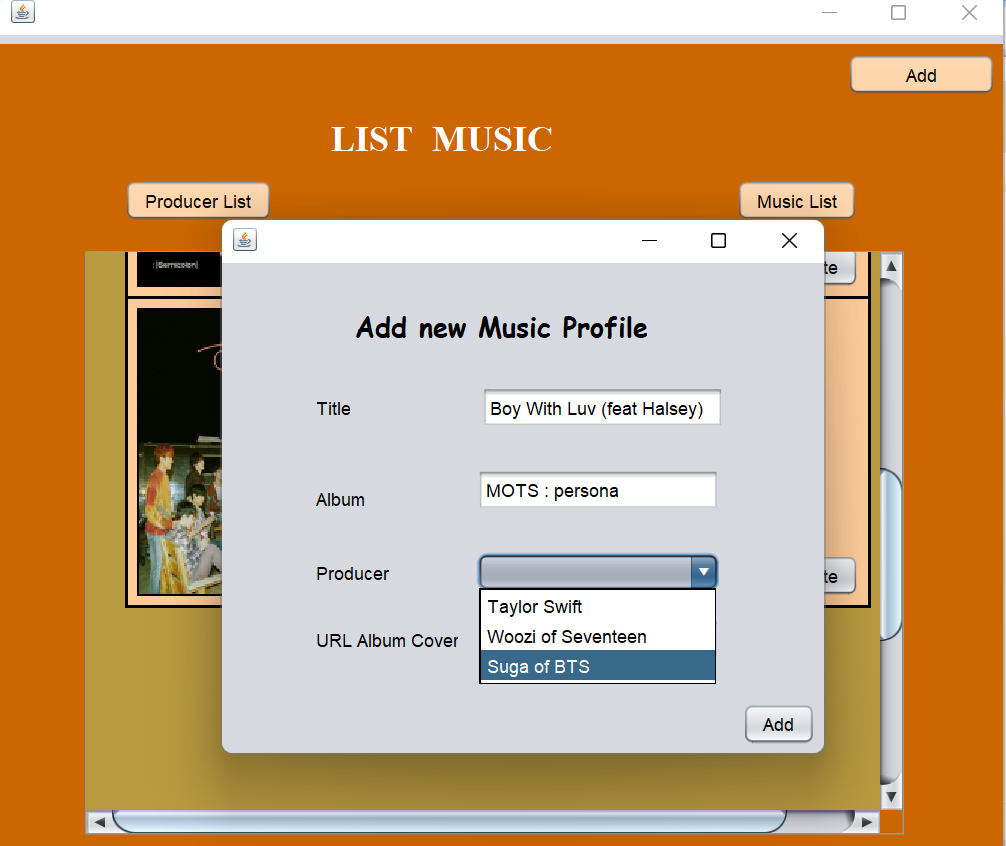 Add
LIST MUSIC
Producer List
Music List
te
Add new Music Profile
Title
Boy With Luv (feat Halsey)
Album
MOTS : persona
Producer
te
Taylor Swift
Woozi of Seventeen
URL Album Cover
Suga of BTS
Add